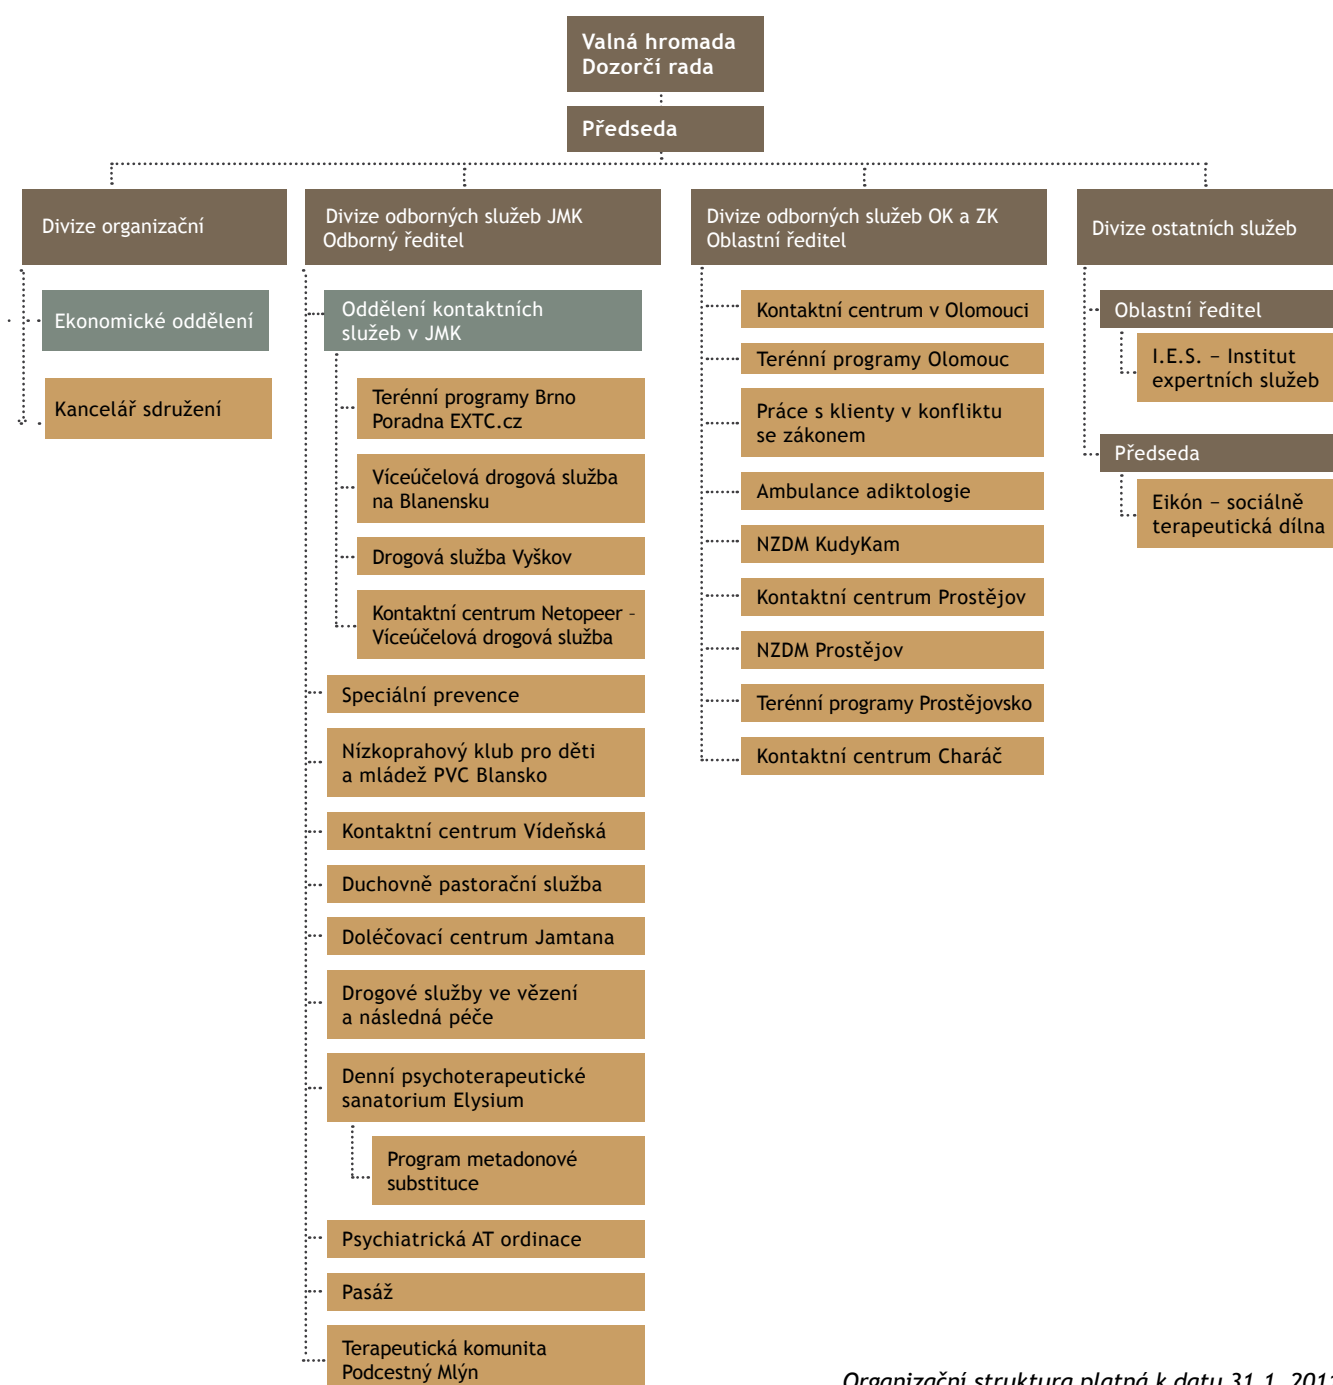 Valná hromada
Dozorčí rada
Předseda
Divize organizační
Ekonomické oddělení
Kancelář sdružení
Divize odborných služeb JMK
Odborný ředitel
Oddělení kontaktních
služeb v JMK
Terénní programy Brno
Poradna EXTC.cz
Víceúčelová drogová služba
na Blanensku
Drogová služba Vyškov
Kontaktní centrum Netopeer –
Víceúčelová drogová služba
Speciální prevence
Nízkoprahový klub pro děti
a mládež PVC Blansko
Kontaktní centrum Vídeňská
Duchovně pastorační služba
Doléčovací centrum Jamtana
Drogové služby ve vězení
a následná péče
Denní psychoterapeutické
sanatorium Elysium
Program metadonové
substituce
Psychiatrická AT ordinace
Pasáž
Terapeutická komunita
Podcestný Mlýn
Divize odborných služeb OK a ZK
Oblastní ředitel
Kontaktní centrum v Olomouci
Terénní programy Olomouc
Práce s klienty v konfliktu
se zákonem
Ambulance adiktologie
NZDM KudyKam
Kontaktní centrum Prostějov
NZDM Prostějov
Terénní programy Prostějovsko
Kontaktní centrum Charáč
Divize ostatních služeb
Oblastní ředitel
I.E.S. – Institut
expertních služeb
Předseda
Eikón – sociálně
terapeutická dílna
Organizační struktura platná k datu 31.1.